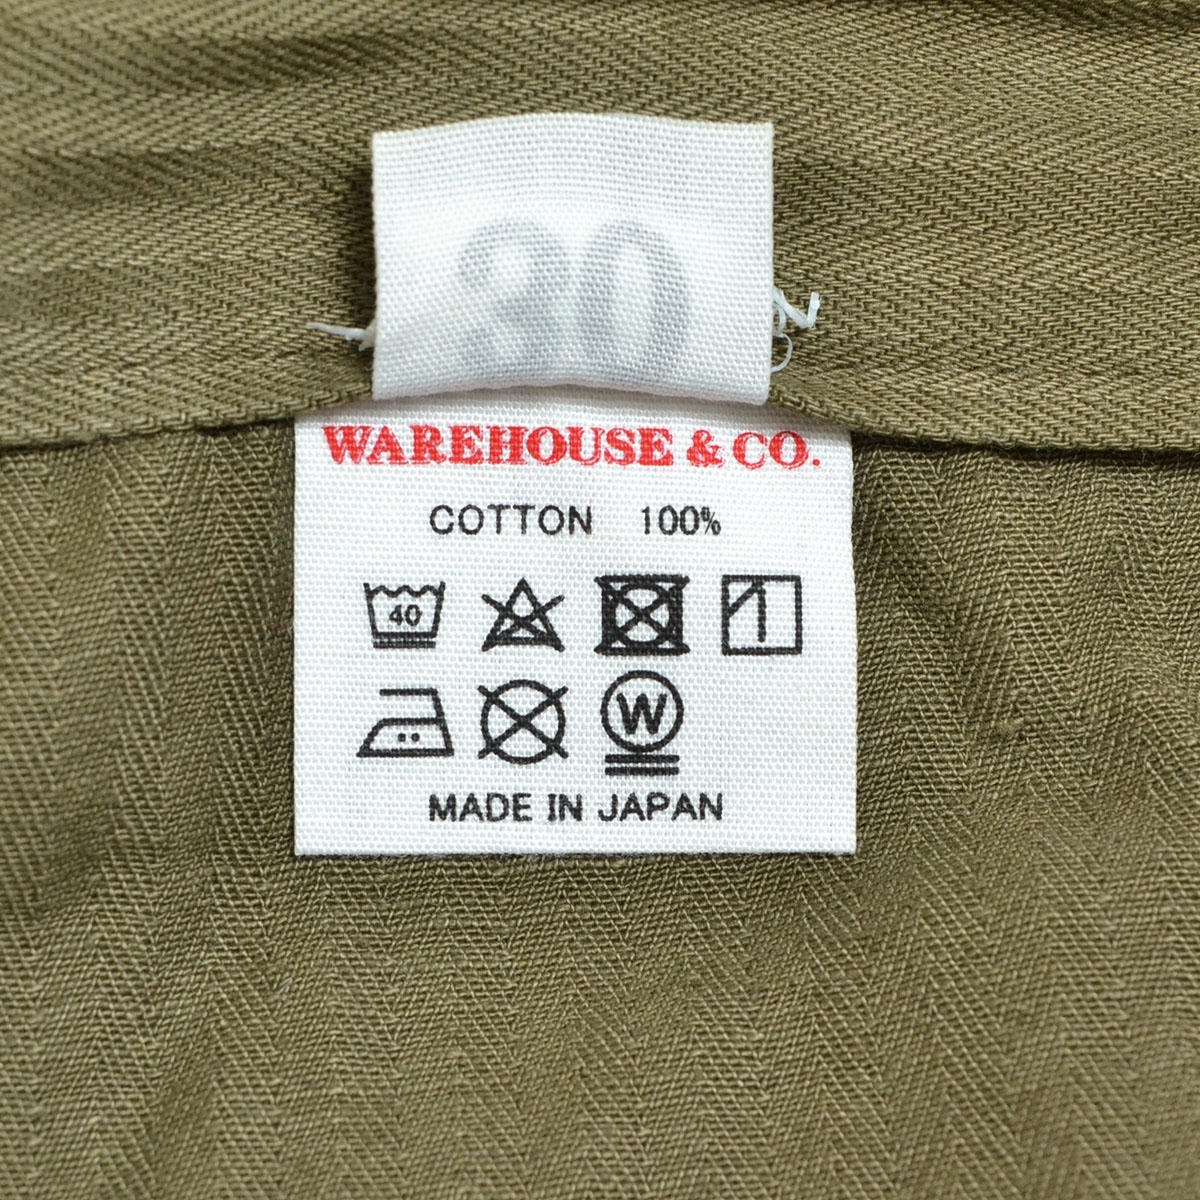 WAREHOUSE & CO.
COTTON 100%
40
W
MADE IN JAPAN